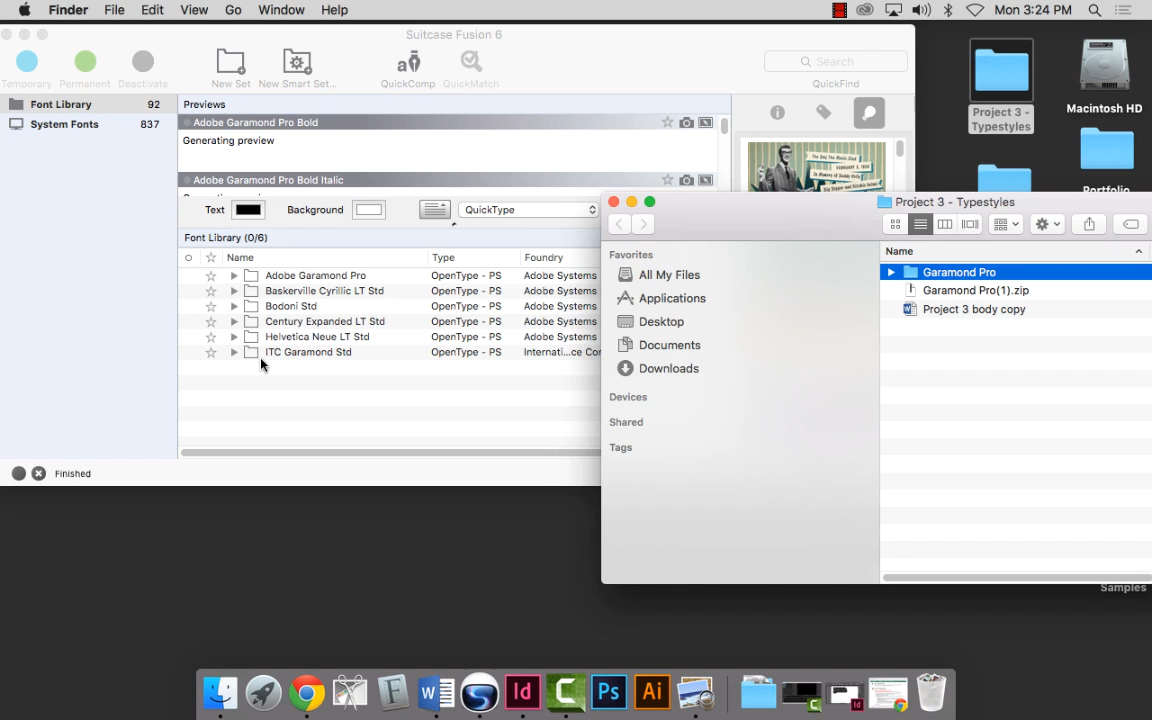 Finder File Edit View Go Window Help
Mon 3:24 PM
Suitcase Fusion 6
Temporary Permanent Deactivate New Set New Smart Set... QuickComp QuickMatch
Search
QuickFind
Font Library 92
System Fonts 837
Previews
Adobe Garamond Pro Bold
Generating preview
Adobe Garamond Pro Bold Italic
Text Background QuickType
Font Library (0/6)
Name Type Foundry
Adobe Garamond Pro OpenType - PS Adobe Systems
Baskerville Cyrillic LT Std OpenType - PS Adobe Systems
Bodoni Std OpenType - PS Adobe Systems
Century Expanded LT Std OpenType - PS Adobe Systems
Helvetica Neue LT Std OpenType - PS Adobe Systems
ITC Garamond Std OpenType - PS Internati...ce Cor
Finished
Project 3 - Typestyles
Favorites
All My Files
Applications
Desktop
Documents
Downloads
Devices
Shared
Tags
Name
Garamond Pro
Garamond Pro(1).zip
Project 3 body copy
Project 3 -
Typestyles
Macintosh HD
Portfolio
Samples
Id
Ps
Ai